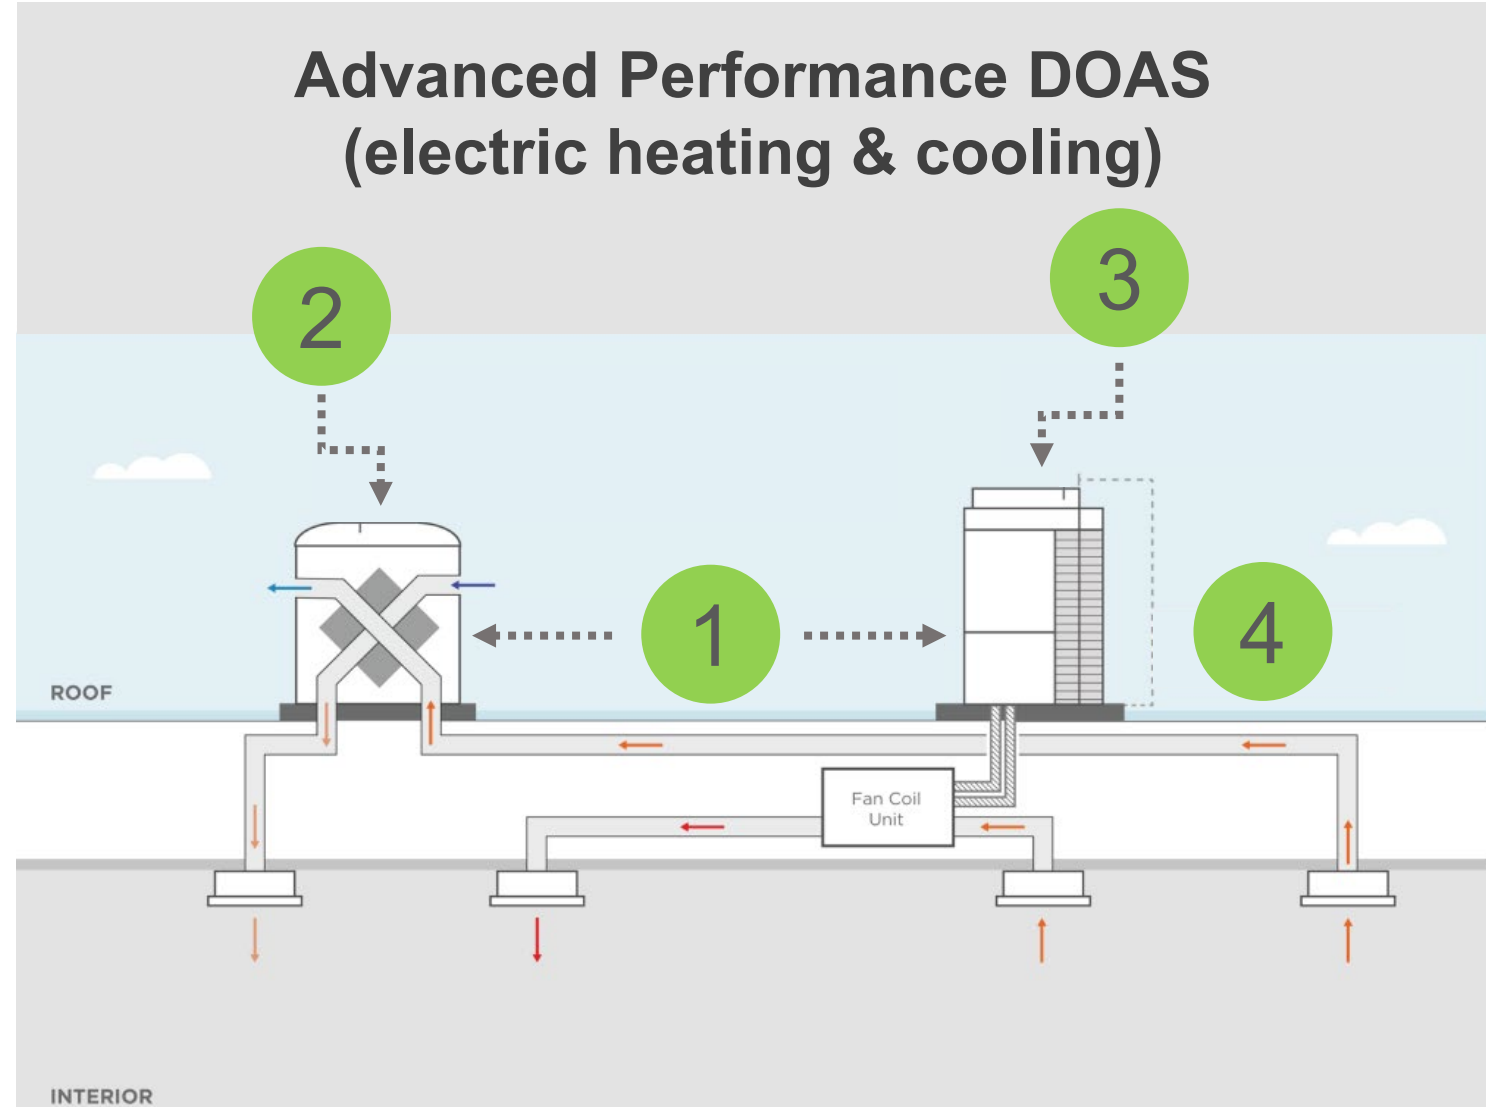 Advanced Performance DOAS
(electric heating & cooling)
2
3
1
4
ROOF
Fan Coil
Unit
INTERIOR